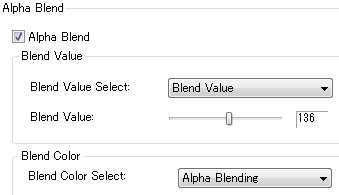 Alpha Blend
Alpha Blend
Blend Value
Blend Value Select: Blend Value
Blend Value: 136
Blend Color
Blend Color Select: Alpha Blending